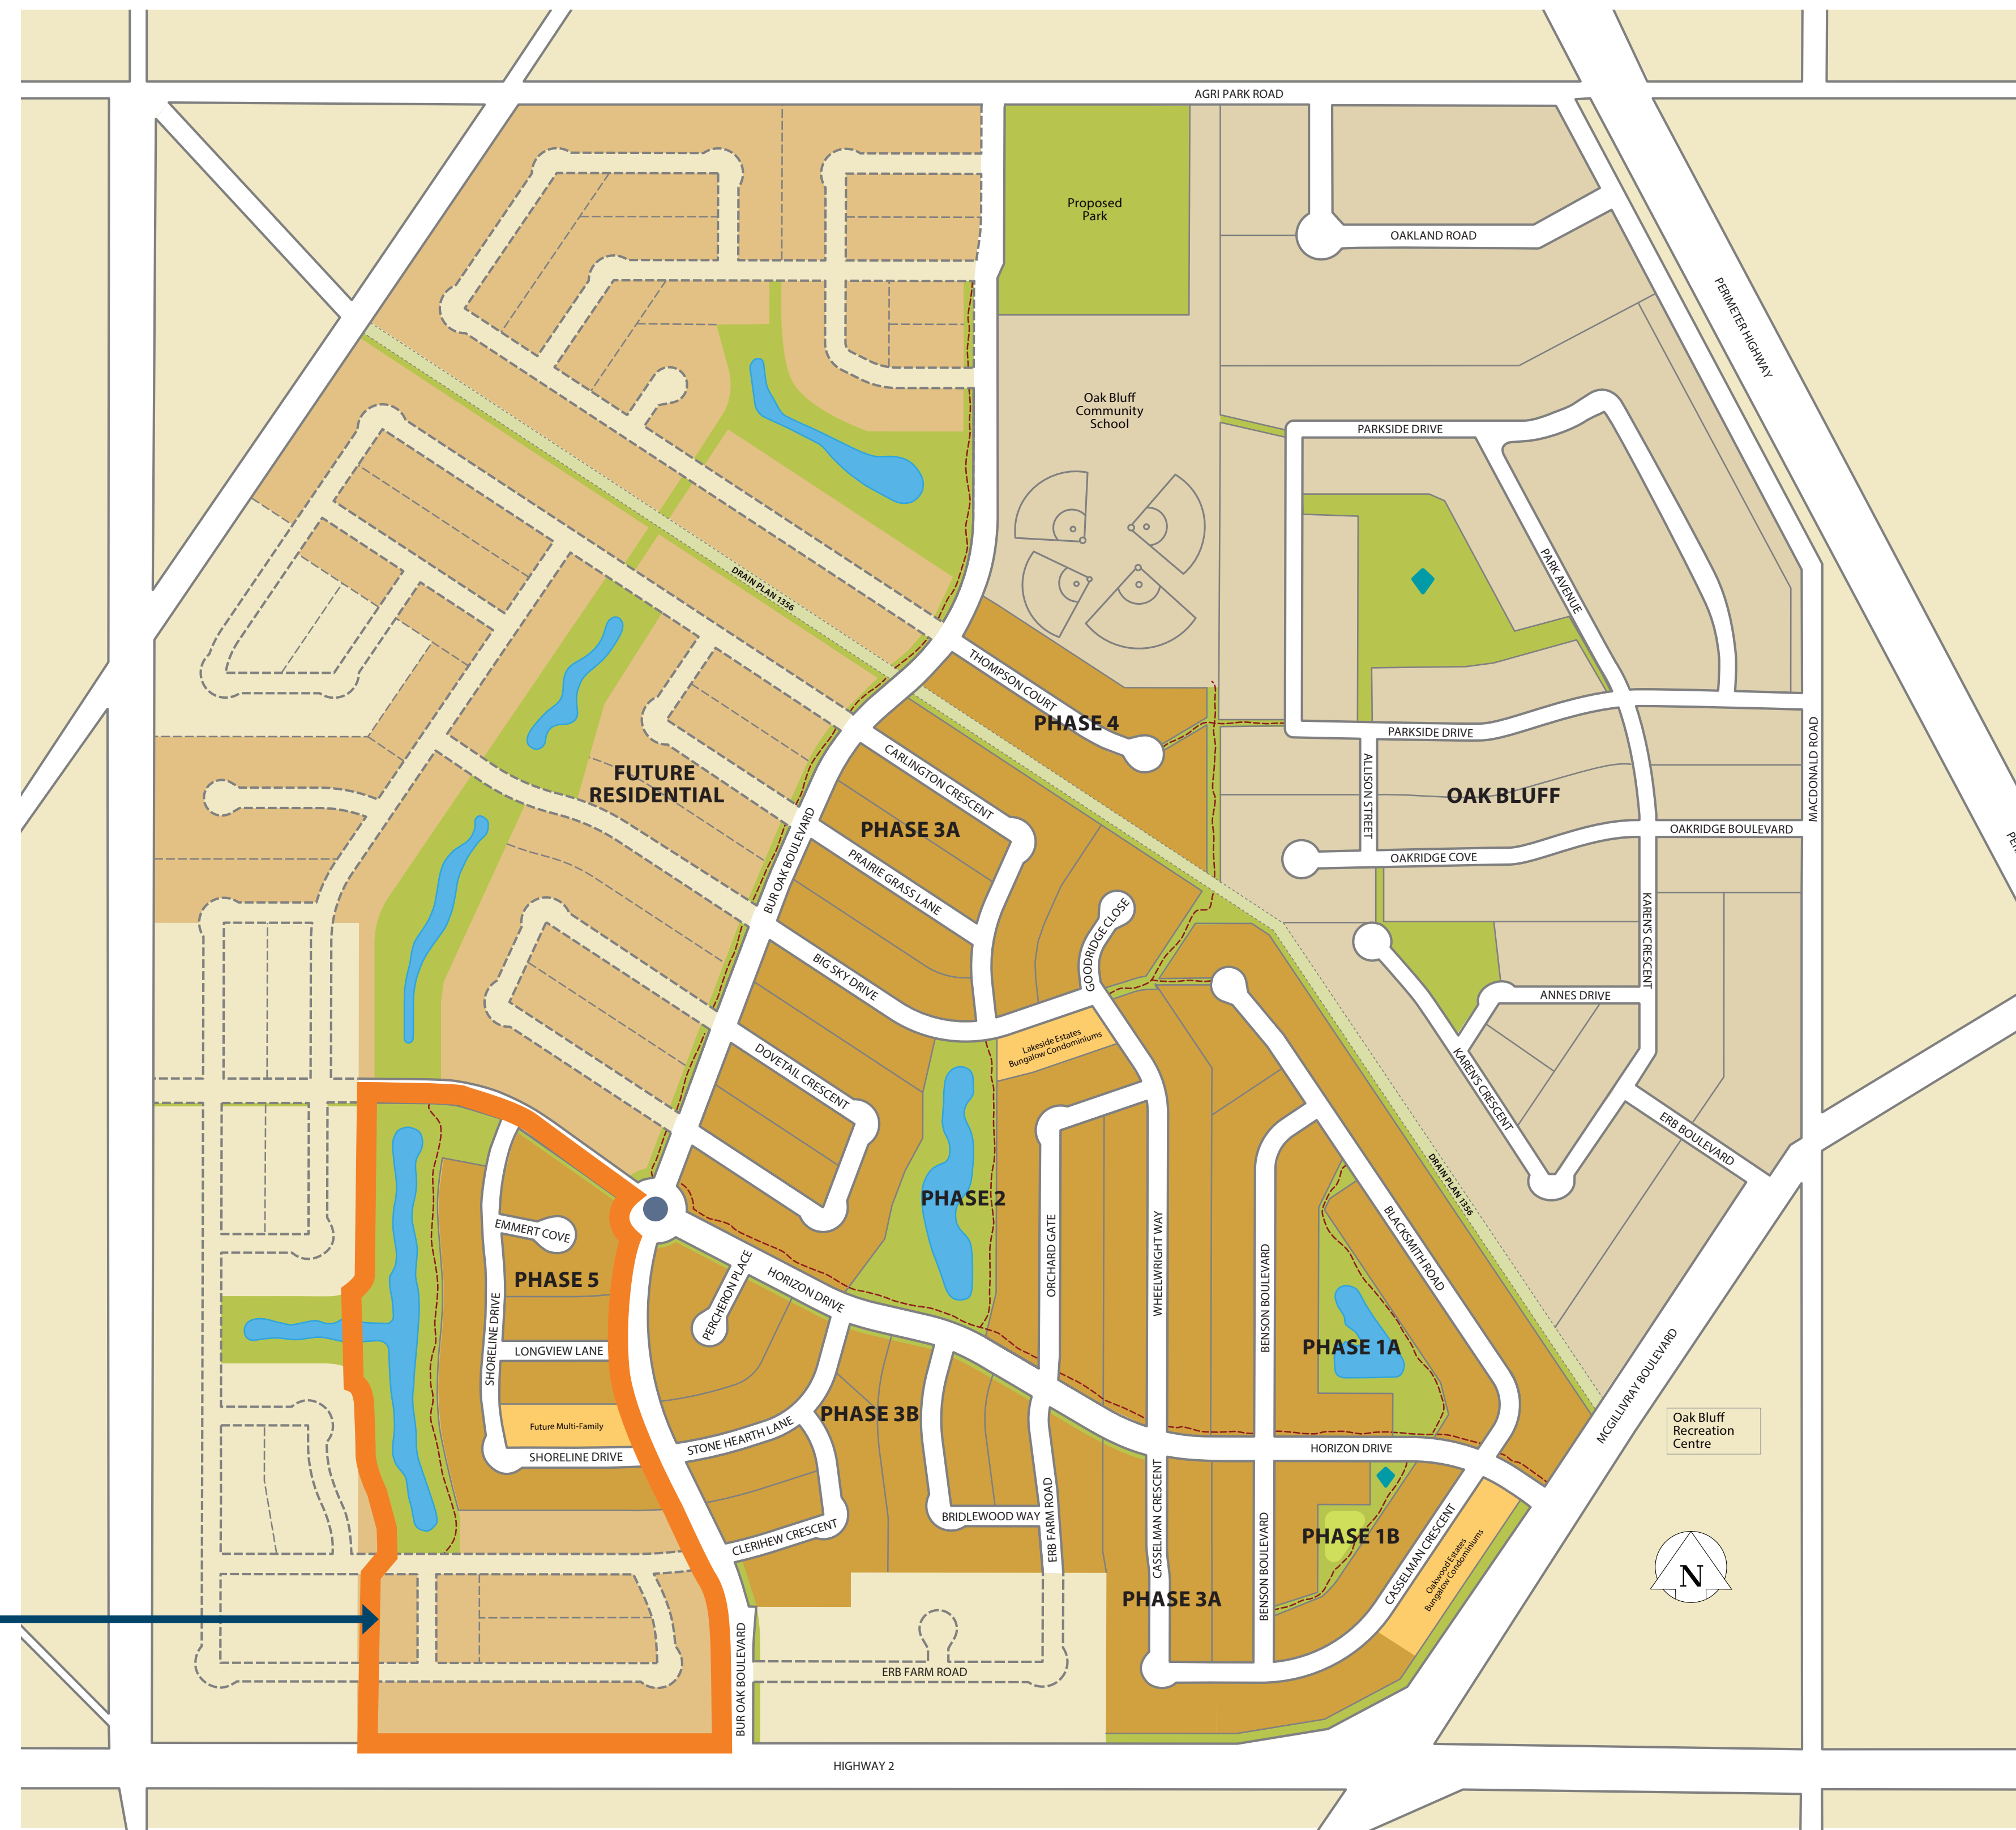 AGRI PARK ROAD
Proposed
Park
OAKLAND ROAD
PERIMETER HIGHWAY
Oak Bluff
Community
School
PARKSIDE DRIVE
PARK AVENUE
DRAIN PLAN 1356
THOMPSON COURT
PHASE 4
PARKSIDE DRIVE
MACDONALD ROAD
CARLINGTON CRESCENT
FUTURE
RESIDENTIAL
ALLISON STREET
OAK BLUFF
PHASE 3A
BUR OAK BOULEVARD
OAKRIDGE BOULEVARD
PRAIRIE GRASS LANE
OAKRIDGE COVE
GOODRIDGE CLOSE
KAREN'S CRESCENT
BIG SKY DRIVE
ANNES DRIVE
Lakeside Estates
Bungalow Condominiums
DOVETAIL CRESCENT
KAREN'S CRESCENT
ERB BOULEVARD
DRAIN PLAN 1356
PHASE 2
EMMERT COVE
ORCHARD GATE
WHEELWRIGHT WAY
BLACKSMITH ROAD
PHASE 5
HORIZON DRIVE
PERCHERON PLACE
BENSON BOULEVARD
SHORELINE DRIVE
LONGVIEW LANE
PHASE 1A
MCGILLIVRAY BOULEVARD
PHASE 3B
Future Multi-Family
Oak Bluff
Recreation
Centre
STONE HEARTH LANE
SHORELINE DRIVE
HORIZON DRIVE
BRIDLEWOOD WAY
ERB FARM ROAD
CASSELMAN CRESCENT
CLERIHEW CRESCENT
PHASE 1B
CASSELMAN CRESCENT
Oakwood Estates
Bungalow Condominiums
BENSON BOULEVARD
N
PHASE 3A
ERB FARM ROAD
BUR OAK BOULEVARD
HIGHWAY 2